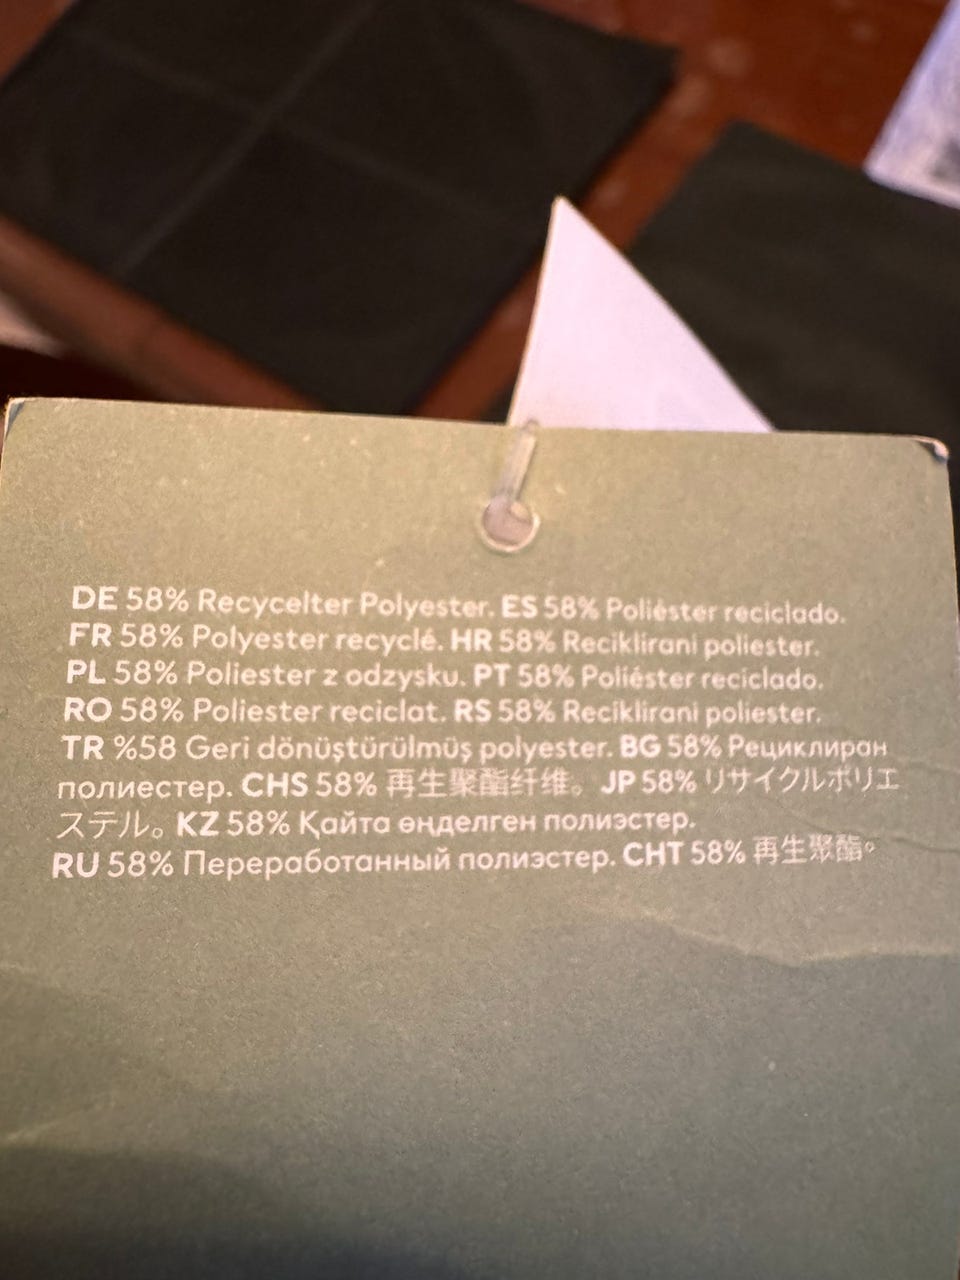 DE 58% Recycelter Polyester. ES 58% Poliéster reciclado.
FR 58% Polyester recyclé. HR 58% Reciklirani poliester.
PL 58% Poliester z odzysku. PT 58% Poliéster reciclado.
RO 58% Poliester reciclat. RS 58% Reciklirani poliester.
TR %58 Geri dönüştürülmüş polyester. BG 58% Рециклиран
полиестер. CHS 58% 再生聚酯纤维。 JP 58% リサイクルポリエ
ステル。 KZ 58% Қайта өңделген полиэстер.
RU 58% Переработанный полиэстер. CHT 58% 再生聚酯。